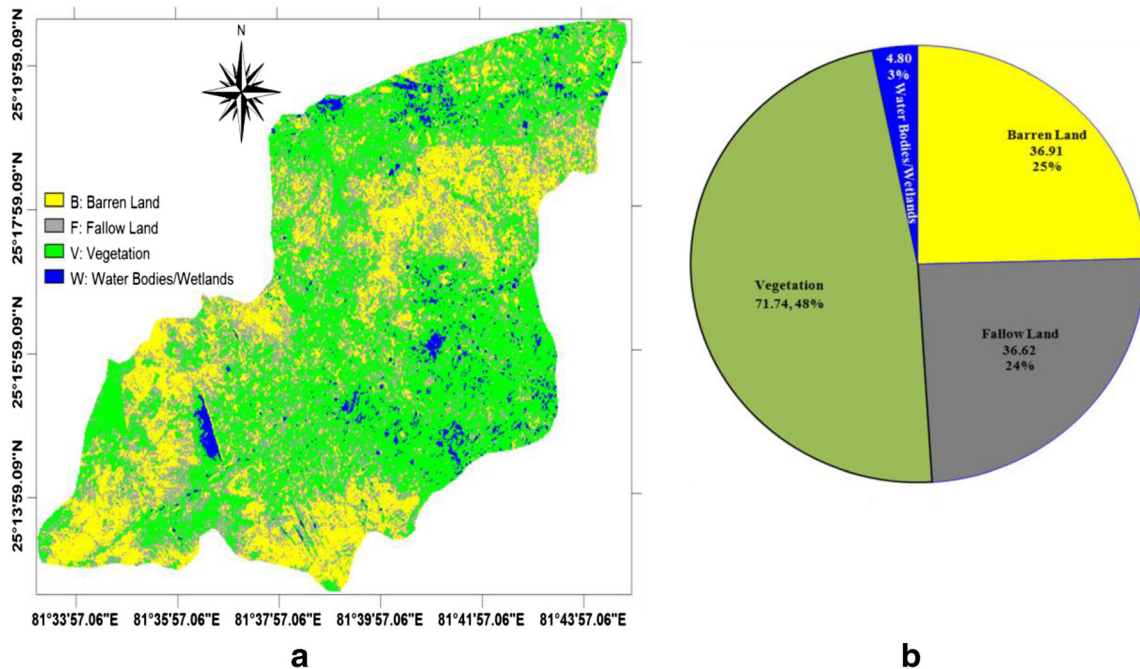 N
25°19'59.09"N
25°17'59.09"N
25°15'59.09"N
25°13'59.09"N
B: Barren Land
F: Fallow Land
V: Vegetation
W: Water Bodies/Wetlands
81°33'57.06"E 81°35'57.06"E 81°37'57.06"E 81°39'57.06"E 81°41'57.06"E 81°43'57.06"E
a
4.80
3%
Water Bodies/Wetlands
Barren Land
36.91
25%
Vegetation
71.74, 48%
Fallow Land
36.62
24%
b